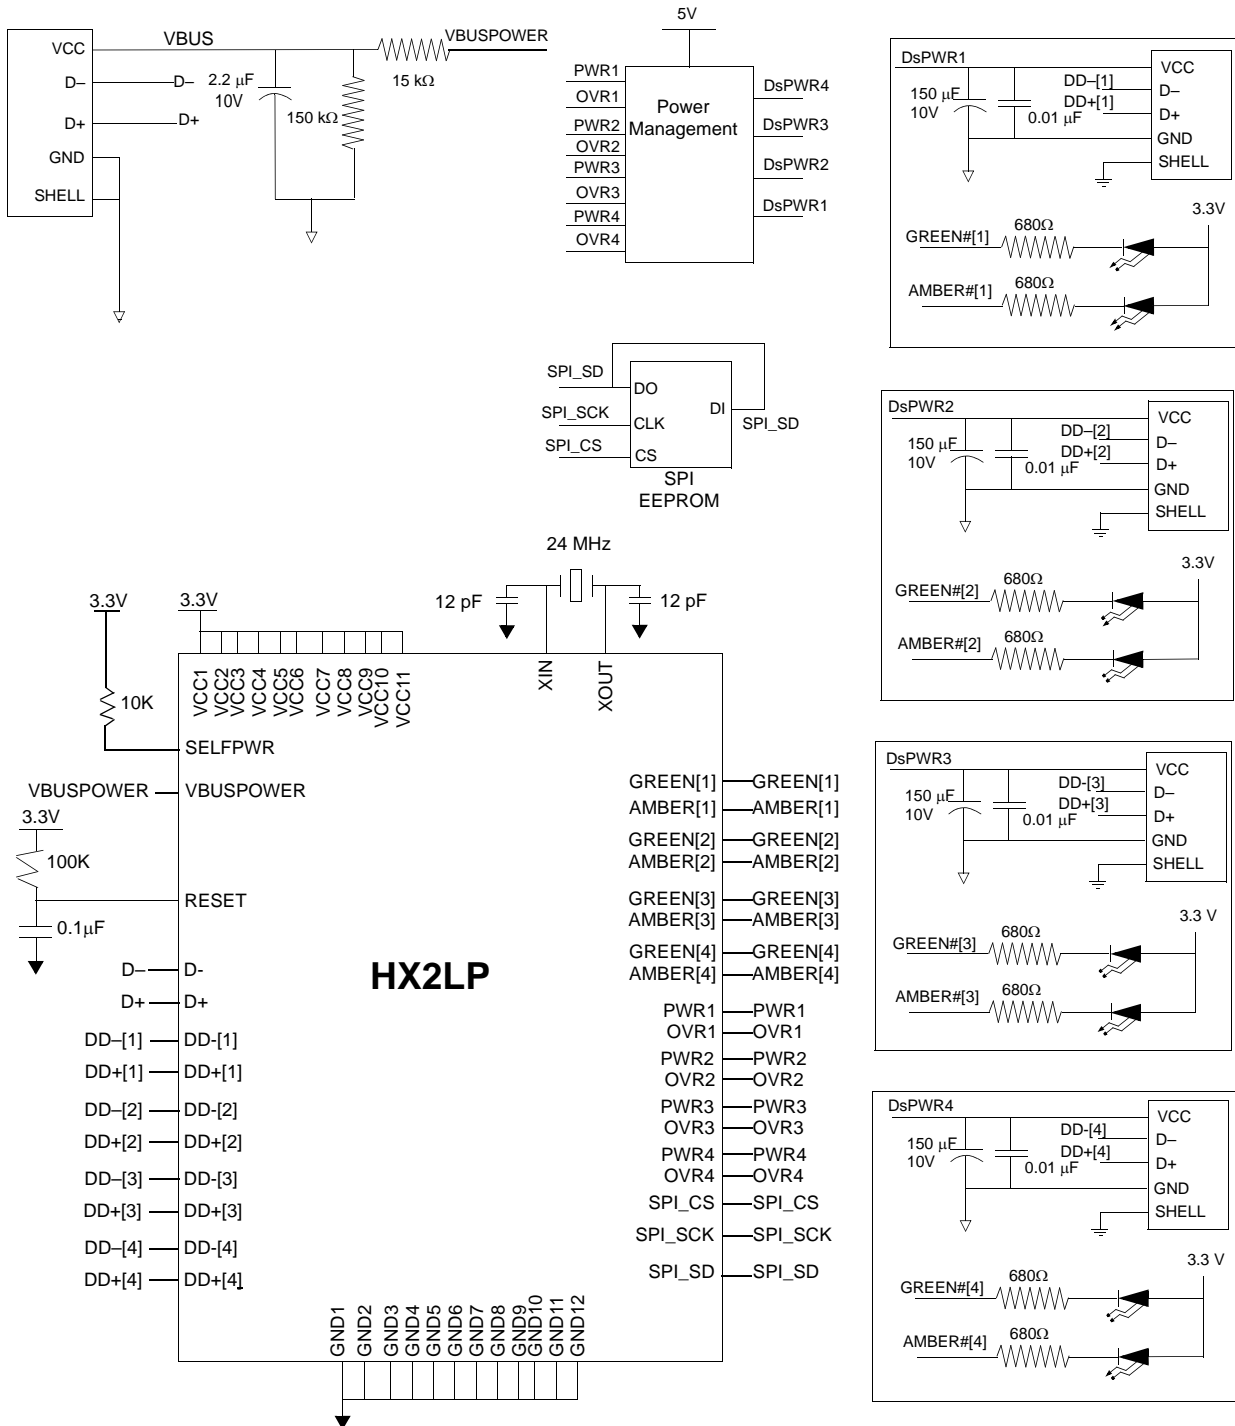 VBUS
VBUSPOWER
VCC
D–
D–
D+
D+
GND
SHELL
2.2 µF
10V
150 kΩ
15 kΩ
5V
PWR1
OVR1
PWR2
OVR2
PWR3
OVR3
PWR4
OVR4
Power
Management
DsPWR4
DsPWR3
DsPWR2
DsPWR1
DsPWR1
150 µF
10V
0.01 µF
DD–[1]
DD+[1]
VCC
D–
D+
GND
SHELL
3.3V
GREEN#[1]
680Ω
AMBER#[1]
680Ω
SPI_SD
SPI_SCK
SPI_CS
DO
CLK
CS
DI
SPI_SD
SPI
EEPROM
DsPWR2
150 µF
10V
0.01 µF
DD–[2]
DD+[2]
VCC
D–
D+
GND
SHELL
3.3V
GREEN#[2]
680Ω
AMBER#[2]
680Ω
24 MHz
12 pF
12 pF
3.3V
3.3V
10K
VCC1
VCC2
VCC3
VCC4
VCC5
VCC6
VCC7
VCC8
VCC9
VCC10
VCC11
XIN
XOUT
SELFPWR
VBUSPOWER
VBUSPOWER
3.3V
100K
RESET
0.1µF
HX2LP
D–
D-
D+
D+
DD–[1]
DD-[1]
DD+[1]
DD+[1]
DD–[2]
DD-[2]
DD+[2]
DD+[2]
DD–[3]
DD-[3]
DD+[3]
DD+[3]
DD–[4]
DD-[4]
DD+[4]
DD+[4]
GREEN[1]
GREEN[1]
AMBER[1]
AMBER[1]
GREEN[2]
GREEN[2]
AMBER[2]
AMBER[2]
GREEN[3]
GREEN[3]
AMBER[3]
AMBER[3]
GREEN[4]
GREEN[4]
AMBER[4]
AMBER[4]
PWR1
PWR1
OVR1
OVR1
PWR2
PWR2
OVR2
OVR2
PWR3
PWR3
OVR3
OVR3
PWR4
PWR4
OVR4
OVR4
SPI_CS
SPI_CS
SPI_SCK
SPI_SCK
SPI_SD
SPI_SD
GND1
GND2
GND3
GND4
GND5
GND6
GND7
GND8
GND9
GND10
GND11
GND12
DsPWR3
150 µF
10V
0.01 µF
DD-[3]
DD+[3]
VCC
D–
D+
GND
SHELL
3.3 V
GREEN#[3]
680Ω
AMBER#[3]
680Ω
DsPWR4
150 µF
10V
0.01 µF
DD-[4]
DD+[4]
VCC
D–
D+
GND
SHELL
3.3 V
GREEN#[4]
680Ω
AMBER#[4]
680Ω